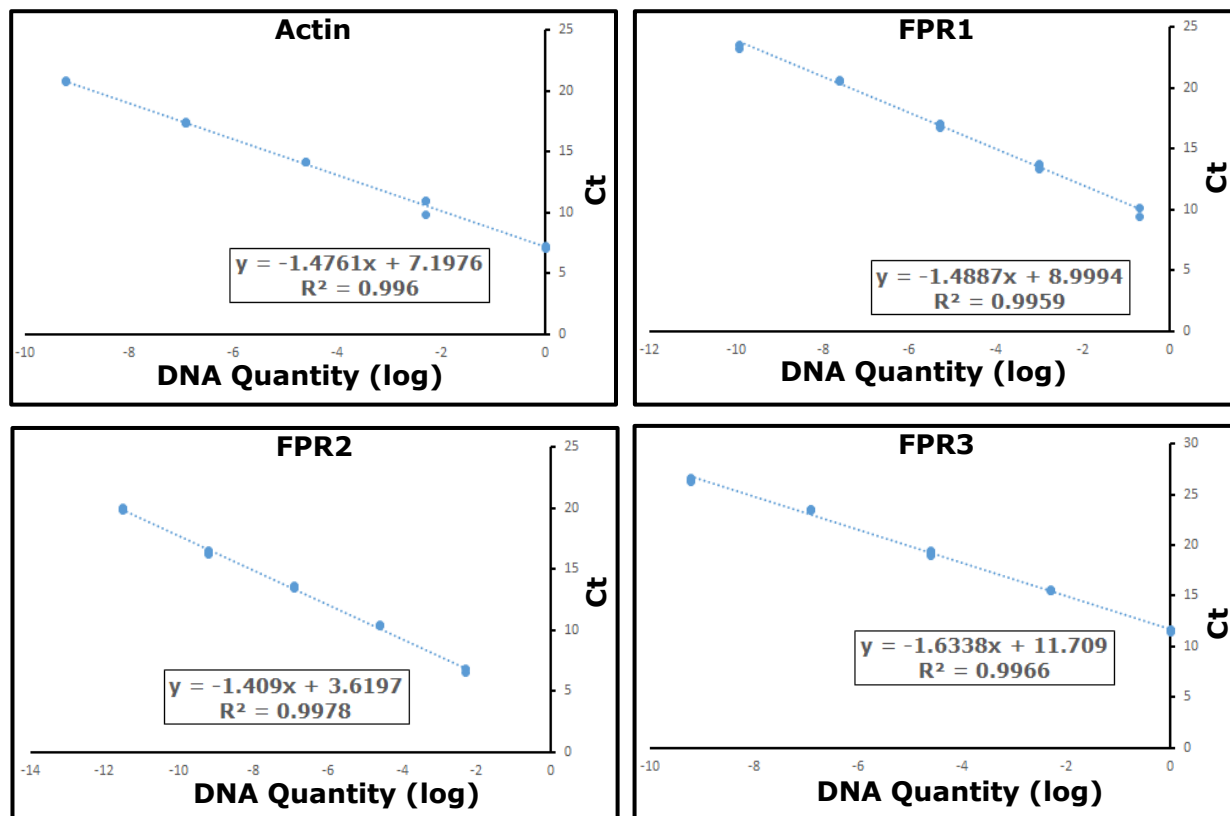 Actin
25
20
15
10
5
0
Ct
y = -1.4761x + 7.1976
R² = 0.996
-10 -8 -6 -4 -2 0
DNA Quantity (log)
FPR1
25
20
15
10
5
0
Ct
y = -1.4887x + 8.9994
R² = 0.9959
-12 -10 -8 -6 -4 -2 0
DNA Quantity (log)
FPR2
25
20
15
10
5
0
Ct
y = -1.409x + 3.6197
R² = 0.9978
-14 -12 -10 -8 -6 -4 -2 0
DNA Quantity (log)
FPR3
30
25
20
15
10
5
0
Ct
y = -1.6338x + 11.709
R² = 0.9966
-10 -8 -6 -4 -2 0
DNA Quantity (log)